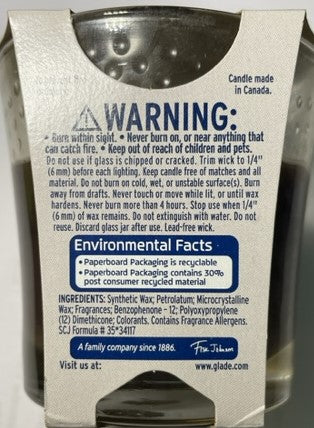 Candle made
in Canada.
WARNING:
• Burn within sight. • Never burn on, or near anything that
can catch fire. • Keep out of reach of children and pets.
Do not use if glass is chipped or cracked. Trim wick to 1/4"
(6 mm) before each lighting. Keep candle free of matches and all
material. Do not burn on cold, wet, or unstable surface(s). Burn
away from drafts. Never touch or move while lit, or until wax
hardens. Never burn more than 4 hours. Stop use when 1/4"
(6 mm) of wax remains. Do not extinguish with water. Do not
reuse. Discard glass jar after use. Lead-free wick.
Environmental Facts
• Paperboard Packaging is recyclable
• Paperboard Packaging contains 30%
post consumer recycled material
INGREDIENTS: Synthetic Wax; Petrolatum; Microcrystalline
Wax; Fragrances; Benzophenone - 12; Polyoxypropylene
(12) Dimethicone; Colorants. Contains Fragrance Allergens.
SCJ Formula # 35*34117
A family company since 1886. Fisk Johnson
Visit us at: www.glade.com